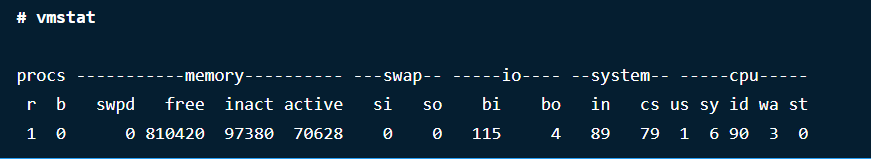 # vmstat
procs -----------memory---------- ---swap-- -----io---- --system-- -----cpu-----
r b swpd free inact active si so bi bo in cs us sy id wa st
1 0 0 810420 97380 70628 0 0 115 4 89 79 1 6 90 3 0